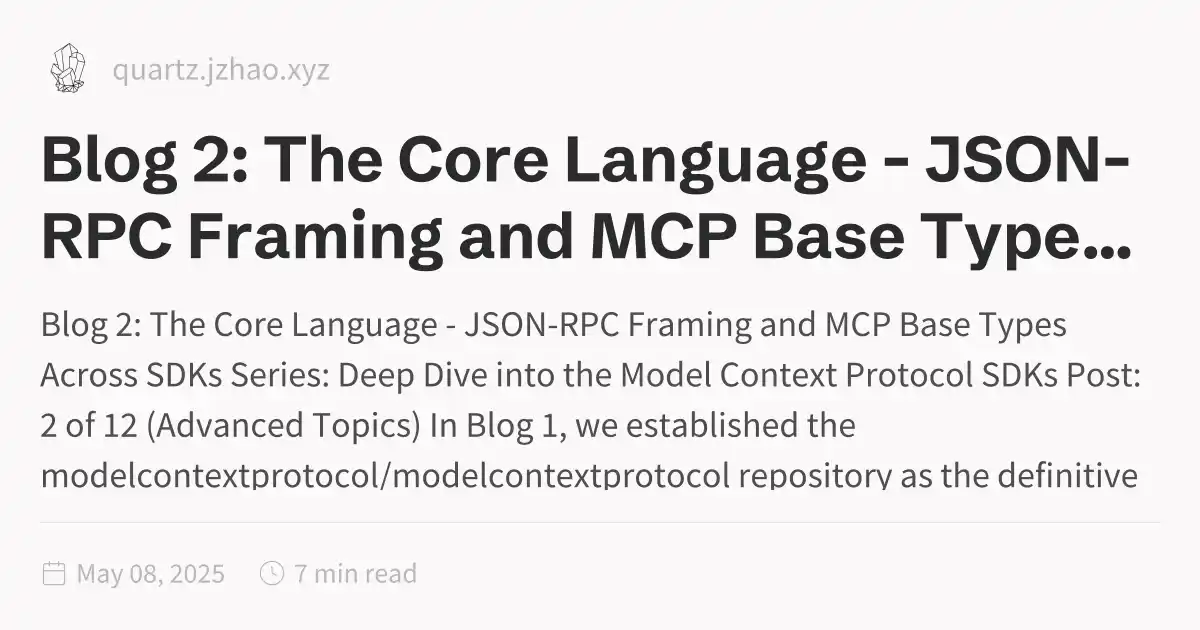 quartz.jzhao.xyz
Blog 2: The Core Language - JSON-
RPC Framing and MCP Base Type...
Blog 2: The Core Language - JSON-RPC Framing and MCP Base Types
Across SDKs Series: Deep Dive into the Model Context Protocol SDKs Post:
2 of 12 (Advanced Topics) In Blog 1, we established the
modelcontextprotocol/modelcontextprotocol repository as the definitive
May 08, 2025
7 min read